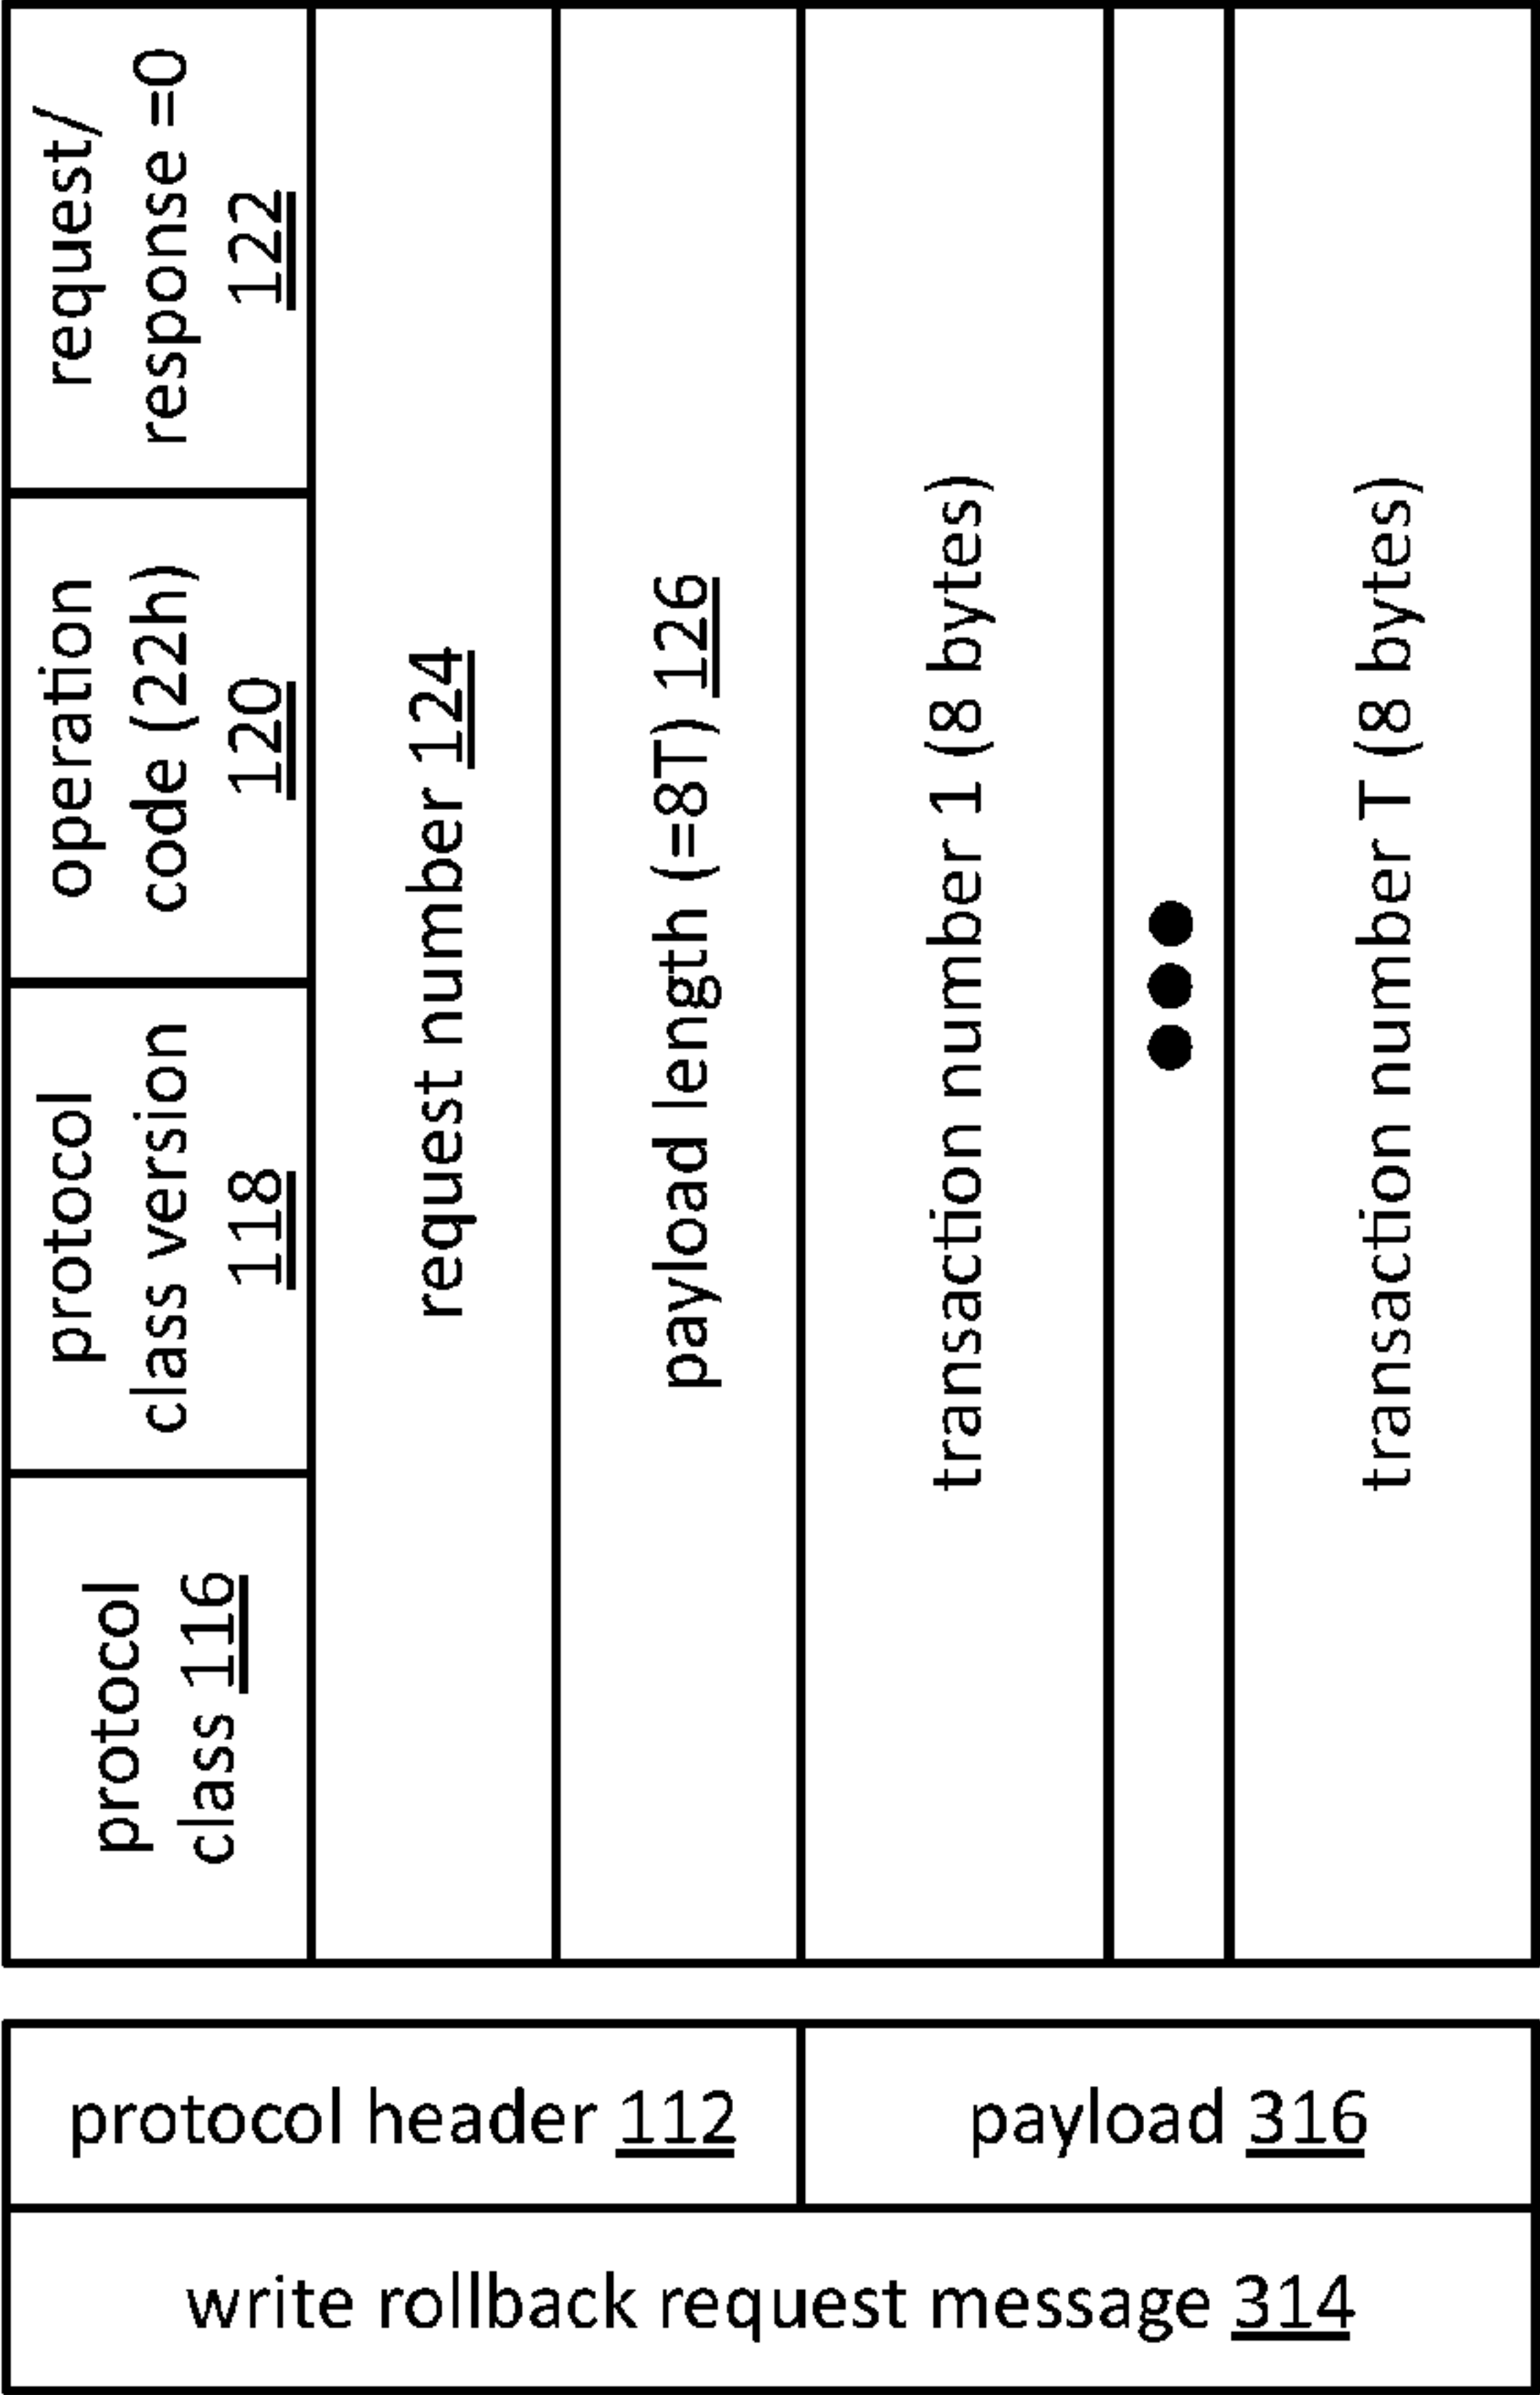 write rollback request message 314
protocol header 112
payload 316
protocol
class 116
protocol
class version
118
operation
code (22h)
120
request/
response =0
122
request number 124
payload length (=8T) 126
transaction number 1 (8 bytes)
●●●
transaction number T (8 bytes)